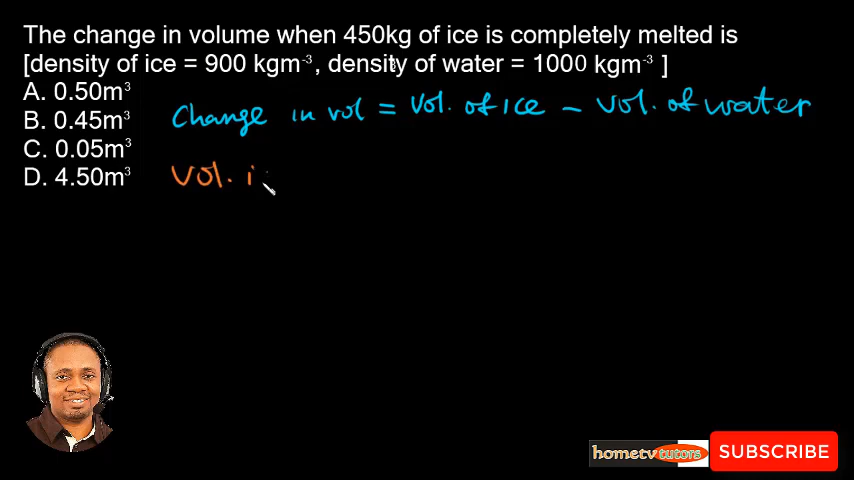 The change in volume when 450kg of ice is completely melted is
[density of ice = 900 kgm⁻³, density of water = 1000 kgm⁻³ ]
A. 0.50m³
B. 0.45m³
C. 0.05m³
D. 4.50m³
Change in vol = vol. of ice - vol. of water
Vol. i
hometvtutors
SUBSCRIBE